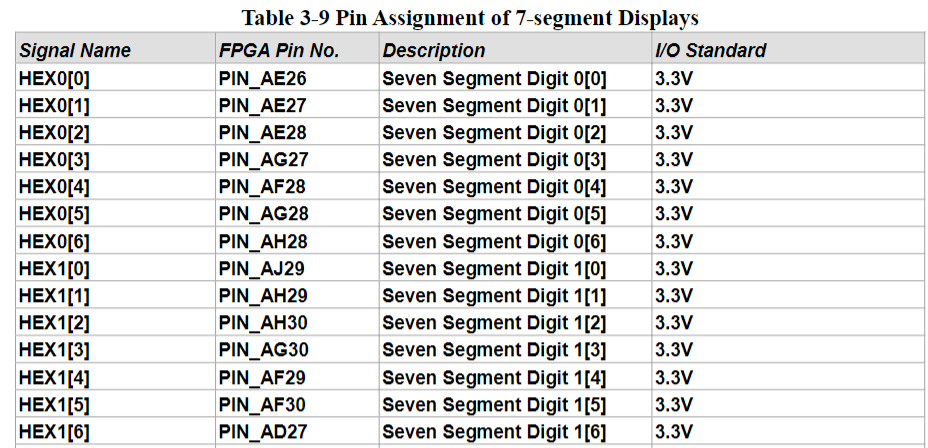 Table 3-9 Pin Assignment of 7-segment Displays
Signal Name FPGA Pin No. Description I/O Standard
HEX0[0] PIN_AE26 Seven Segment Digit 0[0] 3.3V
HEX0[1] PIN_AE27 Seven Segment Digit 0[1] 3.3V
HEX0[2] PIN_AE28 Seven Segment Digit 0[2] 3.3V
HEX0[3] PIN_AG27 Seven Segment Digit 0[3] 3.3V
HEX0[4] PIN_AF28 Seven Segment Digit 0[4] 3.3V
HEX0[5] PIN_AG28 Seven Segment Digit 0[5] 3.3V
HEX0[6] PIN_AH28 Seven Segment Digit 0[6] 3.3V
HEX1[0] PIN_AJ29 Seven Segment Digit 1[0] 3.3V
HEX1[1] PIN_AH29 Seven Segment Digit 1[1] 3.3V
HEX1[2] PIN_AH30 Seven Segment Digit 1[2] 3.3V
HEX1[3] PIN_AG30 Seven Segment Digit 1[3] 3.3V
HEX1[4] PIN_AF29 Seven Segment Digit 1[4] 3.3V
HEX1[5] PIN_AF30 Seven Segment Digit 1[5] 3.3V
HEX1[6] PIN_AD27 Seven Segment Digit 1[6] 3.3V